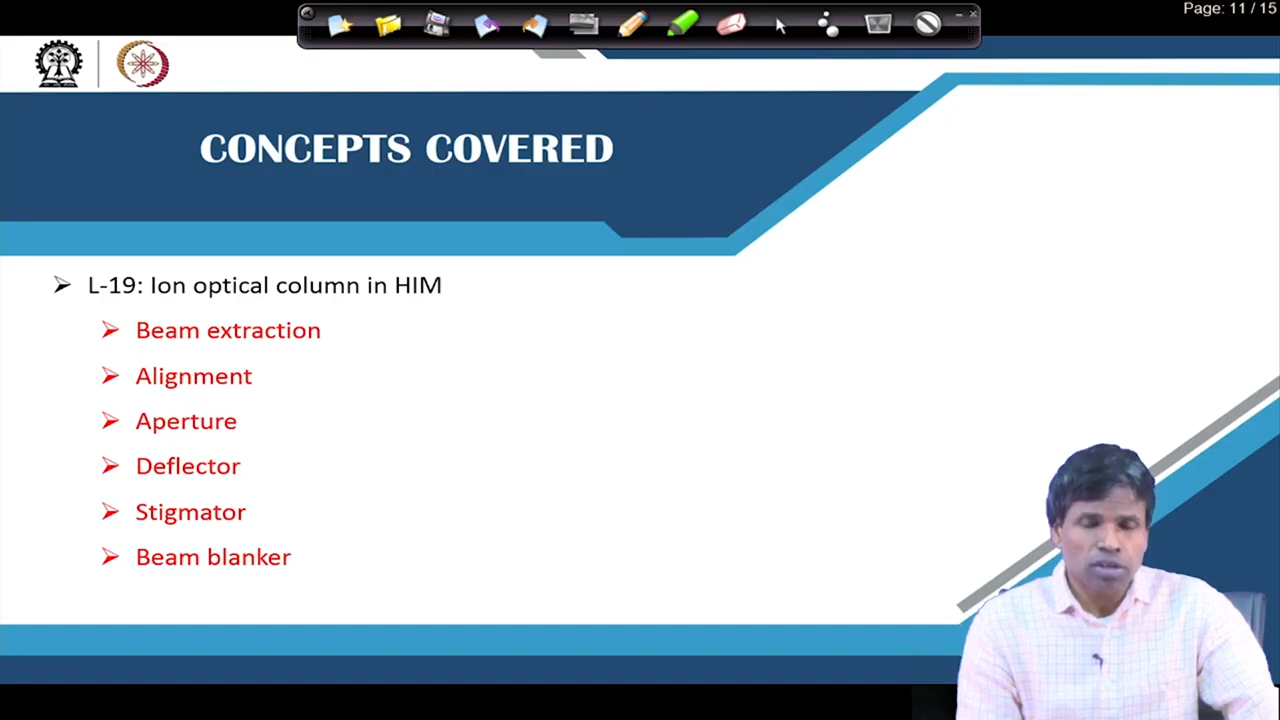 Page: 11 / 15
CONCEPTS COVERED
L-19: Ion optical column in HIM
Beam extraction
Alignment
Aperture
Deflector
Stigmator
Beam blanker